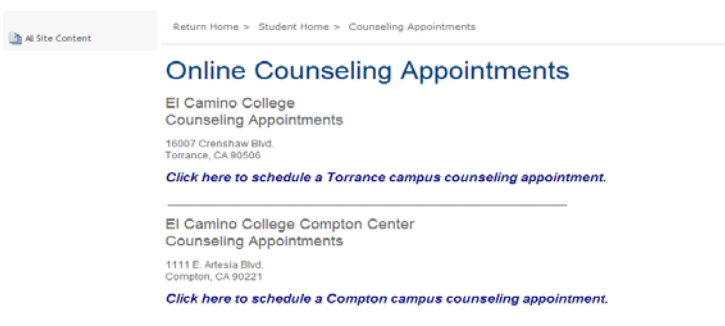 Return Home > Student Home > Counseling Appointments
All Site Content
Online Counseling Appointments
El Camino College
Counseling Appointments
16007 Crenshaw Blvd.
Torrance, CA 90506
Click here to schedule a Torrance campus counseling appointment.
El Camino College Compton Center
Counseling Appointments
1111 E. Artesia Blvd.
Compton, CA 90221
Click here to schedule a Compton campus counseling appointment.